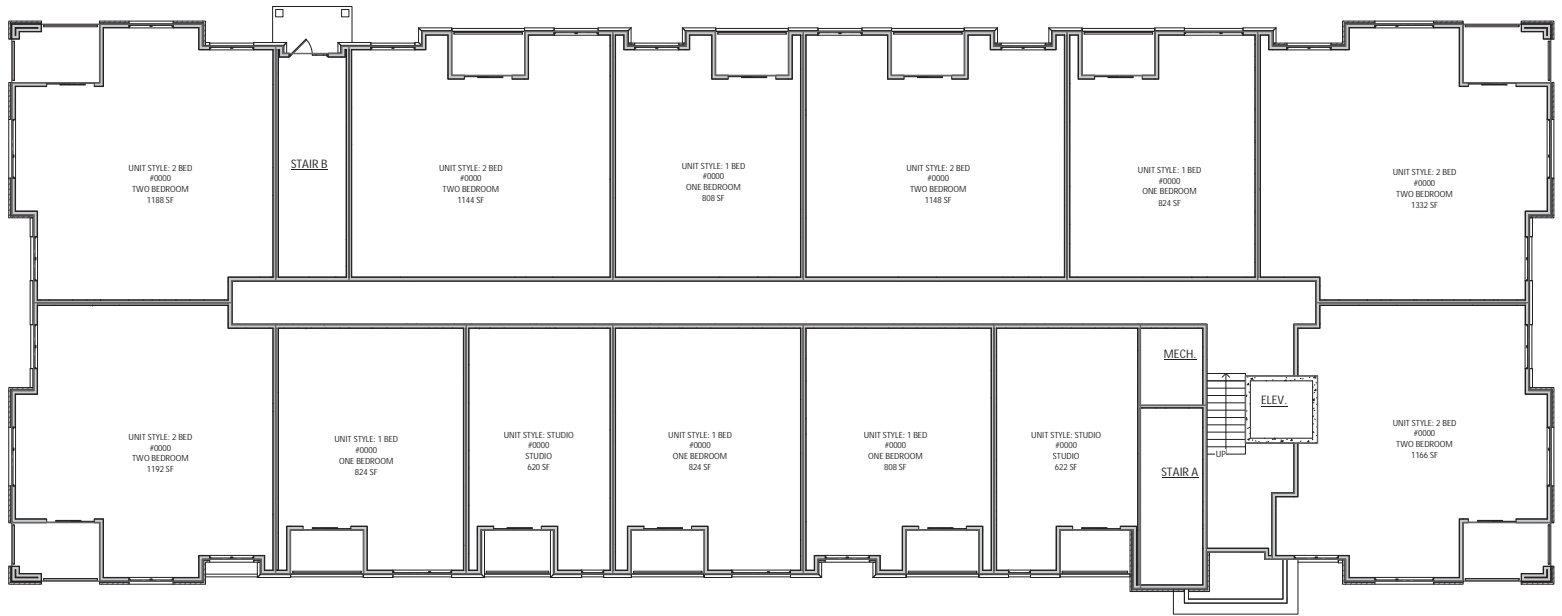 UNIT STYLE: 2 BED
#0000
TWO BEDROOM
1188 SF
STAIR B
UNIT STYLE: 2 BED
#0000
TWO BEDROOM
1144 SF
UNIT STYLE: 1 BED
#0000
ONE BEDROOM
808 SF
UNIT STYLE: 2 BED
#0000
TWO BEDROOM
1148 SF
UNIT STYLE: 1 BED
#0000
ONE BEDROOM
824 SF
UNIT STYLE: 2 BED
#0000
TWO BEDROOM
1332 SF
UNIT STYLE: 2 BED
#0000
TWO BEDROOM
1192 SF
UNIT STYLE: 1 BED
#0000
ONE BEDROOM
824 SF
UNIT STYLE: STUDIO
#0000
STUDIO
620 SF
UNIT STYLE: 1 BED
#0000
ONE BEDROOM
824 SF
UNIT STYLE: 1 BED
#0000
ONE BEDROOM
808 SF
UNIT STYLE: STUDIO
#0000
STUDIO
622 SF
MECH.
STAIR A
UP
ELEV.
UNIT STYLE: 2 BED
#0000
TWO BEDROOM
1166 SF